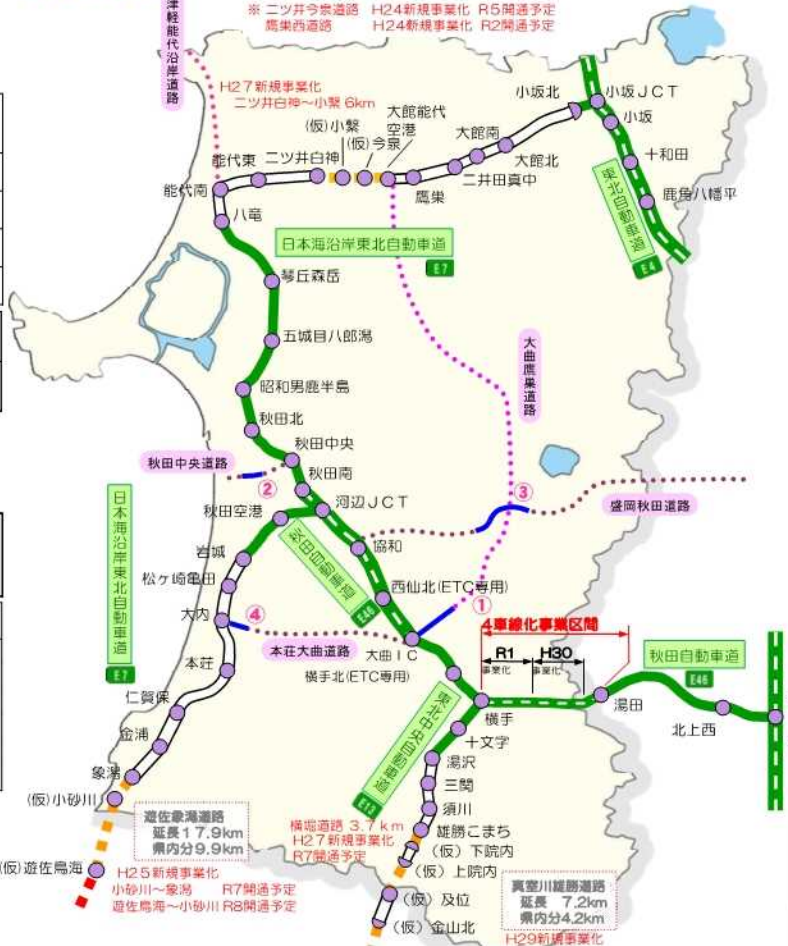 ※ 二ツ井今泉道路 H24新規事業化 R5開通予定
鷹巣西道路 H24新規事業化 R2開通予定
津軽能代沿岸道路
H27新規事業化
二ツ井白神～小繋 6km
小坂北
小坂JCT
小坂
十和田
鹿角八幡平
東北自動車道
E4
(仮)小繋
(仮)今泉
大館能代
空港
大館南
大館北
二井田真中
鷹巣
能代東
二ツ井白神
能代南
八竜
日本海沿岸東北自動車道
E7
琴丘森岳
五城目八郎潟
大曲鷹巣道路
昭和男鹿半島
秋田北
秋田中央
秋田中央道路
②
秋田南
河辺JCT
秋田空港
③
盛岡秋田道路
日本海沿岸東北自動車道
E7
岩城
松ヶ崎亀田
大内
④
本荘大曲道路
本荘
仁賀保
金浦
象潟
(仮)小砂川
(仮)遊佐鳥海
秋田自動車道
E46
協和
西仙北(ETC専用)
①
大曲IC
横手北(ETC専用)
4車線化事業区間
R1
事業化
H30
事業化
秋田自動車道
E46
横手
湯田
北上西
東北中央自動車道
E13
十文字
湯沢
三関
須川
雄勝こまち
(仮) 下院内
(仮) 上院内
(仮) 及位
(仮) 金山北
遊佐象潟道路
延長17.9km
県内分9.9km
H25新規事業化
小砂川～象潟 R7開通予定
遊佐鳥海～小砂川 R8開通予定
横堀道路 3.7km
H27新規事業化
R7開通予定
真室川雄勝道路
延長 7.2km
県内分4.2km
H29新規事業化